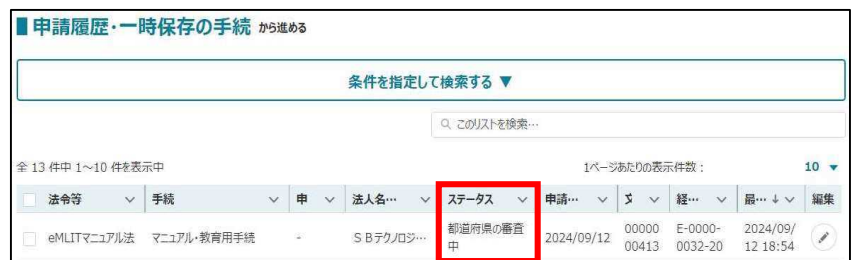 ■申請履歴・一時保存の手続 から進める
条件を指定して検索する ▼
このリストを検索…
全 13 件中 1～10 件を表示中 1ページあたりの表示件数： 10
法令等 手続 申 法人名… ステータス 申請… 経… 最…↓ 編集
eMLITマニュアル法 マニュアル・教育用手続 - ＳＢテクノロジ… 都道府県の審査中 2024/09/12 00000 00413 E-0000-0032-20 2024/09/12 18:54